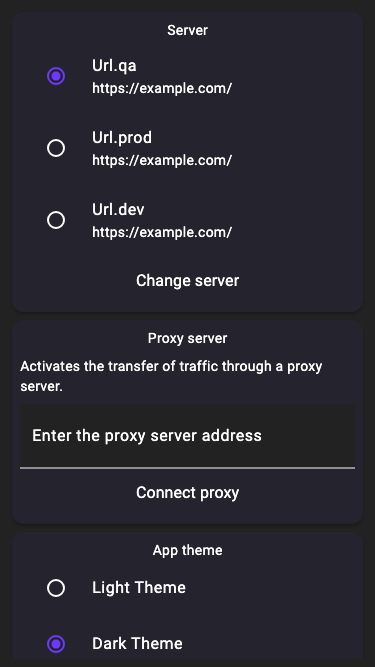 Server
Url.qa
https://example.com/
Url.prod
https://example.com/
Url.dev
https://example.com/
Change server
Proxy server
Activates the transfer of traffic through a proxy
server.
Enter the proxy server address
Connect proxy
App theme
Light Theme
Dark Theme